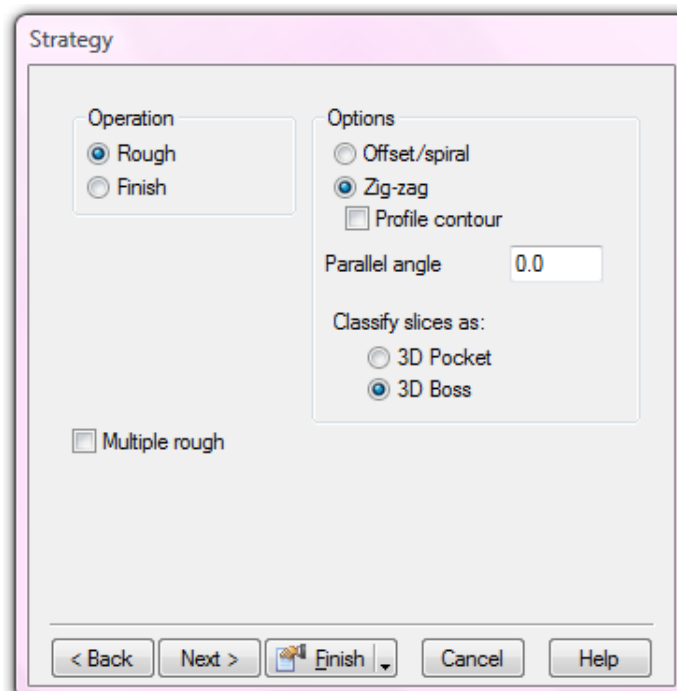 Strategy
Operation
Rough
Finish
Options
Offset/spiral
Zig-zag
Profile contour
Parallel angle 0.0
Classify slices as:
3D Pocket
3D Boss
Multiple rough
< Back Next > Finish Cancel Help